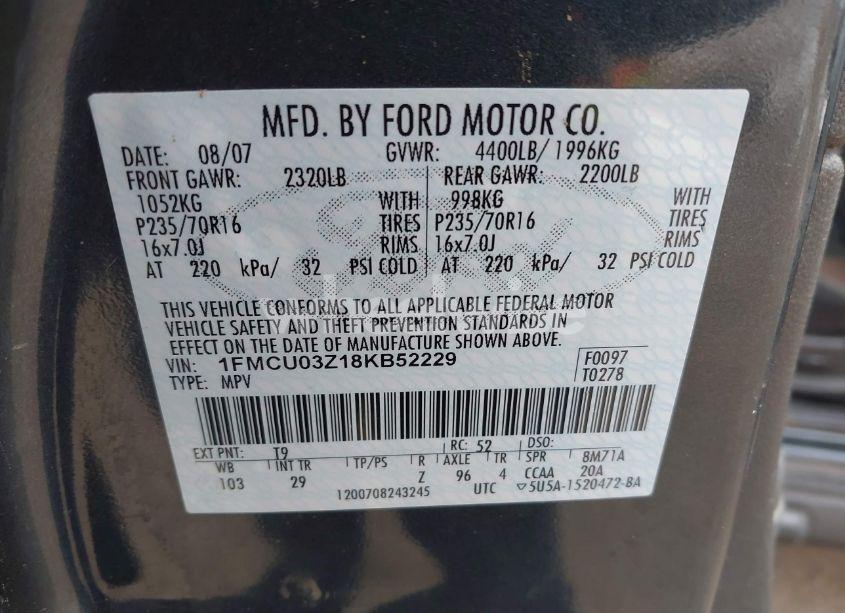 MFD. BY FORD MOTOR CO.
DATE: 08/07 GVWR: 4400LB/ 1996KG
FRONT GAWR: 2320LB REAR GAWR: 2200LB
1052KG WITH 998KG WITH
P235/70R16 TIRES P235/70R16 TIRES
16x7.0J RIMS 16x7.0J RIMS
AT 220 kPa/ 32 PSI COLD AT 220 kPa/ 32 PSI COLD
THIS VEHICLE CONFORMS TO ALL APPLICABLE FEDERAL MOTOR
VEHICLE SAFETY AND THEFT PREVENTION STANDARDS IN
EFFECT ON THE DATE OF MANUFACTURE SHOWN ABOVE.
VIN: 1FMCU03Z18KB52229 F0097
TYPE: MPV T0278
EXT PNT: T9 RC: 52 DSO:
WB INT TR TP/PS R AXLE TR SPR 8M71A
103 29 Z 96 4 CCAA 20A
1200708243245 UTC ▽5U5A-1520472-BA